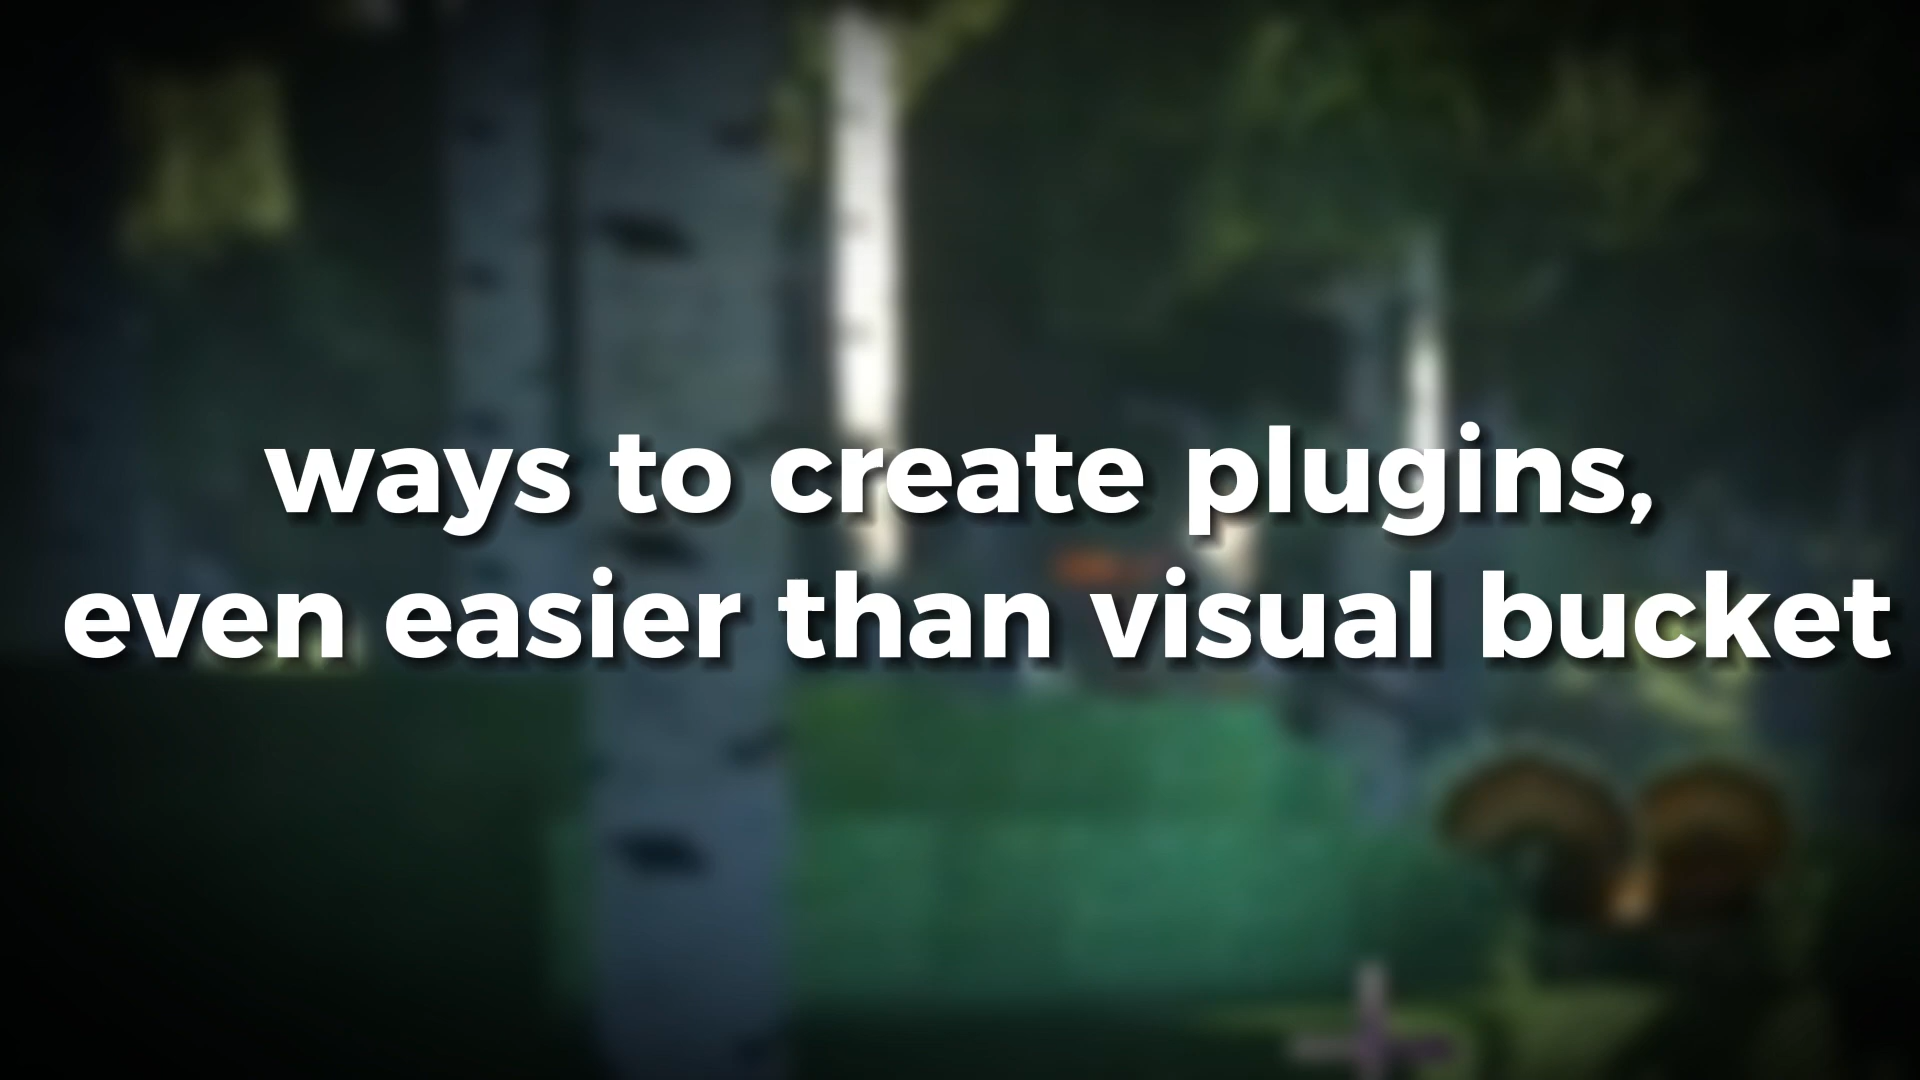 ways to create plugins,
even easier than visual bucket